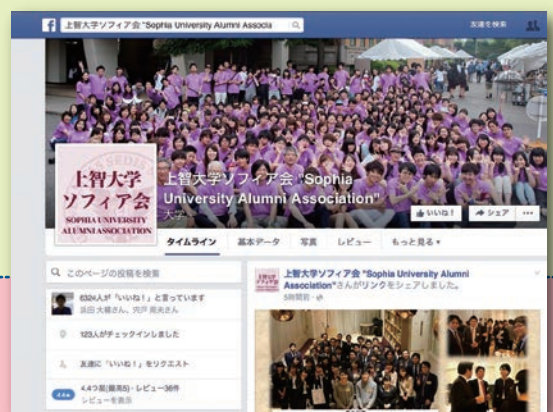 上智大学ソフィア会 "Sophia University Alumni Associa
友達を検索
上智大学
ソフィア会
SOPHIA UNIVERSITY
ALUMNI ASSOCIATION
上智大学ソフィア会 "Sophia
University Alumni Association"
大学
いいね！ シェア ･･･
タイムライン 基本データ 写真 レビュー もっと見る
このページの投稿を検索
6324人が「いいね！」と言っています
123人がチェックインしました
友達に「いいね！」をリクエスト
4.4つ星(最高5)・レビュー36件
レビューを表示
上智大学ソフィア会 "Sophia University Alumni
Association"さんがリンクをシェアしました。
5時間前